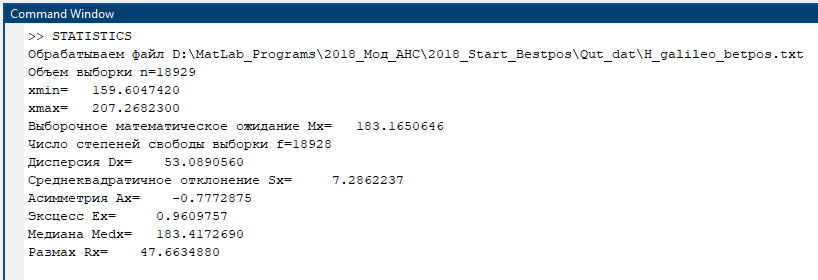 Command Window
>> STATISTICS
Обрабатываем файл D:\MatLab_Programs\2018_Мод_АНС\2018_Start_Bestpos\Qut_dat\H_galileo_betpos.txt
Объем выборки n=18929
xmin=   159.6047420
xmax=   207.2682300
Выборочное математическое ожидание Mx=   183.1650646
Число степеней свободы выборки f=18928
Дисперсия Dx=    53.0890560
Среднеквадратичное отклонение Sx=     7.2862237
Асимметрия Ax=    -0.7772875
Эксцесс Ex=     0.9609757
Медиана Medx=   183.4172690
Размах Rx=    47.6634880